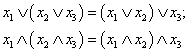 x₁ ∨ (x₂ ∨ x₃) = (x₁ ∨ x₂) ∨ x₃;
x₁ ∧ (x₂ ∧ x₃) = (x₁ ∧ x₂) ∧ x₃